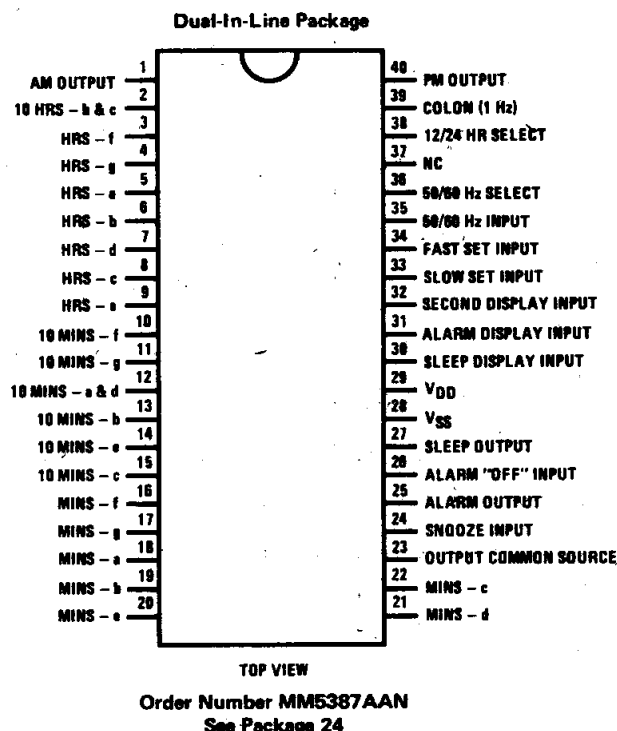 Dual-In-Line Package
1 AM OUTPUT
2 10 HRS – b & c
3 HRS – f
4 HRS – g
5 HRS – a
6 HRS – b
7 HRS – d
8 HRS – c
9 HRS – e
10 10 MINS – f
11 10 MINS – g
12 10 MINS – a & d
13 10 MINS – b
14 10 MINS – e
15 10 MINS – c
16 MINS – f
17 MINS – g
18 MINS – a
19 MINS – b
20 MINS – e
40 PM OUTPUT
39 COLON (1 Hz)
38 12/24 HR SELECT
37 NC
36 50/60 Hz SELECT
35 50/60 Hz INPUT
34 FAST SET INPUT
33 SLOW SET INPUT
32 SECOND DISPLAY INPUT
31 ALARM DISPLAY INPUT
30 SLEEP DISPLAY INPUT
29 VDD
28 VSS
27 SLEEP OUTPUT
26 ALARM "OFF" INPUT
25 ALARM OUTPUT
24 SNOOZE INPUT
23 OUTPUT COMMON SOURCE
22 MINS – c
21 MINS – d
TOP VIEW
Order Number MM5387AAN
See Package 24